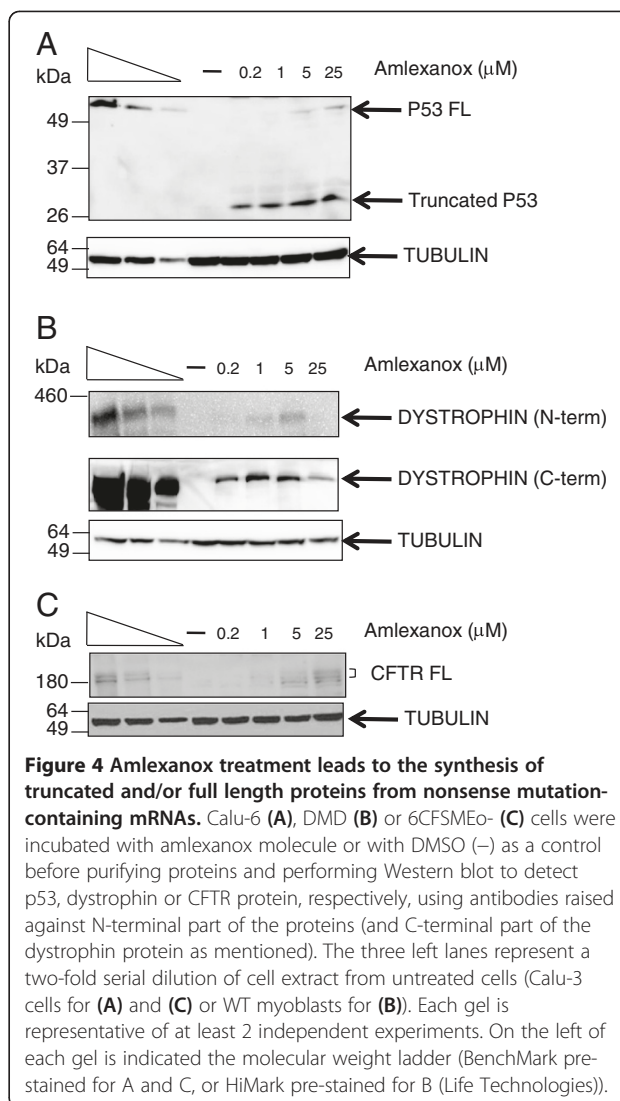 A
kDa
— 0.2 1 5 25 Amlexanox (μM)
49
37
26
P53 FL
Truncated P53
64
49
TUBULIN
B
kDa
— 0.2 1 5 25 Amlexanox (μM)
460
DYSTROPHIN (N-term)
DYSTROPHIN (C-term)
64
49
TUBULIN
C
kDa
— 0.2 1 5 25 Amlexanox (μM)
180
CFTR FL
64
49
TUBULIN
Figure 4 Amlexanox treatment leads to the synthesis of
truncated and/or full length proteins from nonsense mutation-
containing mRNAs. Calu-6 (A), DMD (B) or 6CFSMEo- (C) cells were
incubated with amlexanox molecule or with DMSO (−) as a control
before purifying proteins and performing Western blot to detect
p53, dystrophin or CFTR protein, respectively, using antibodies raised
against N-terminal part of the proteins (and C-terminal part of the
dystrophin protein as mentioned). The three left lanes represent a
two-fold serial dilution of cell extract from untreated cells (Calu-3
cells for (A) and (C) or WT myoblasts for (B)). Each gel is
representative of at least 2 independent experiments. On the left of
each gel is indicated the molecular weight ladder (BenchMark pre-
stained for A and C, or HiMark pre-stained for B (Life Technologies)).